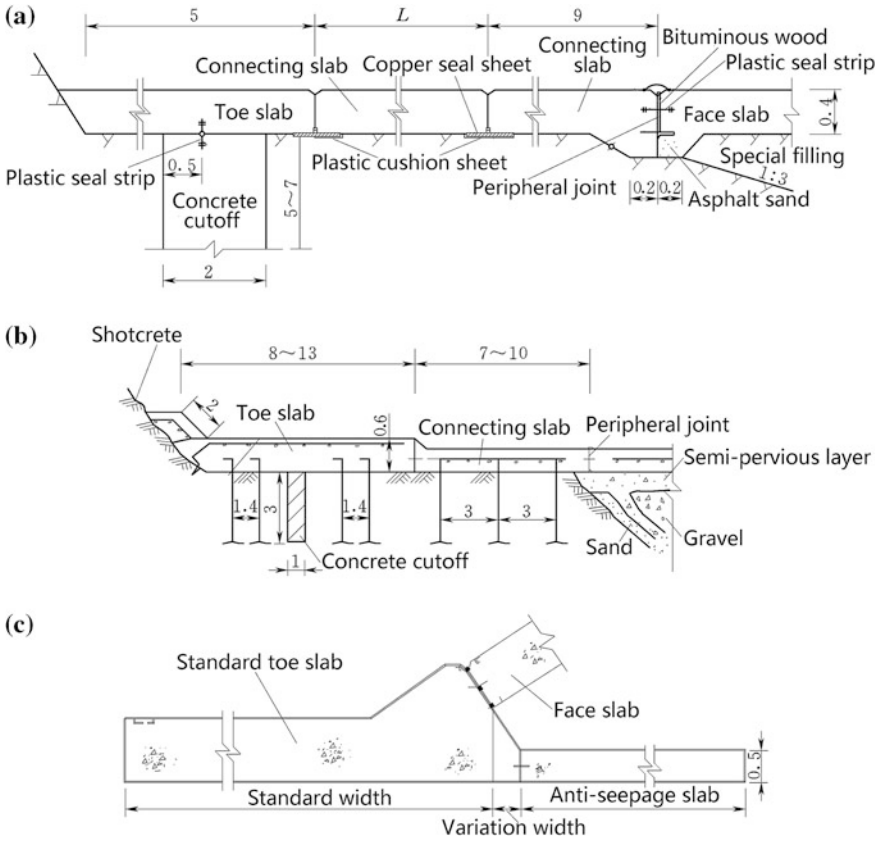 (a)
5
L
9
Bituminous wood
Connecting slab
Copper seal sheet
Connecting
slab
Plastic seal strip
Toe slab
Face slab
0.4
0.5
Plastic cushion sheet
Special filling
Plastic seal strip
Peripheral joint
1:3
Concrete
cutoff
5~7
0.2
0.2
Asphalt sand
2
(b)
Shotcrete
8~13
7~10
2
Toe slab
0.6
Connecting slab
Peripheral joint
Semi-pervious layer
1.4
3
1.4
3
3
Sand
Gravel
1
Concrete cutoff
(c)
Standard toe slab
Face slab
0.5
Standard width
Anti-seepage slab
Variation width